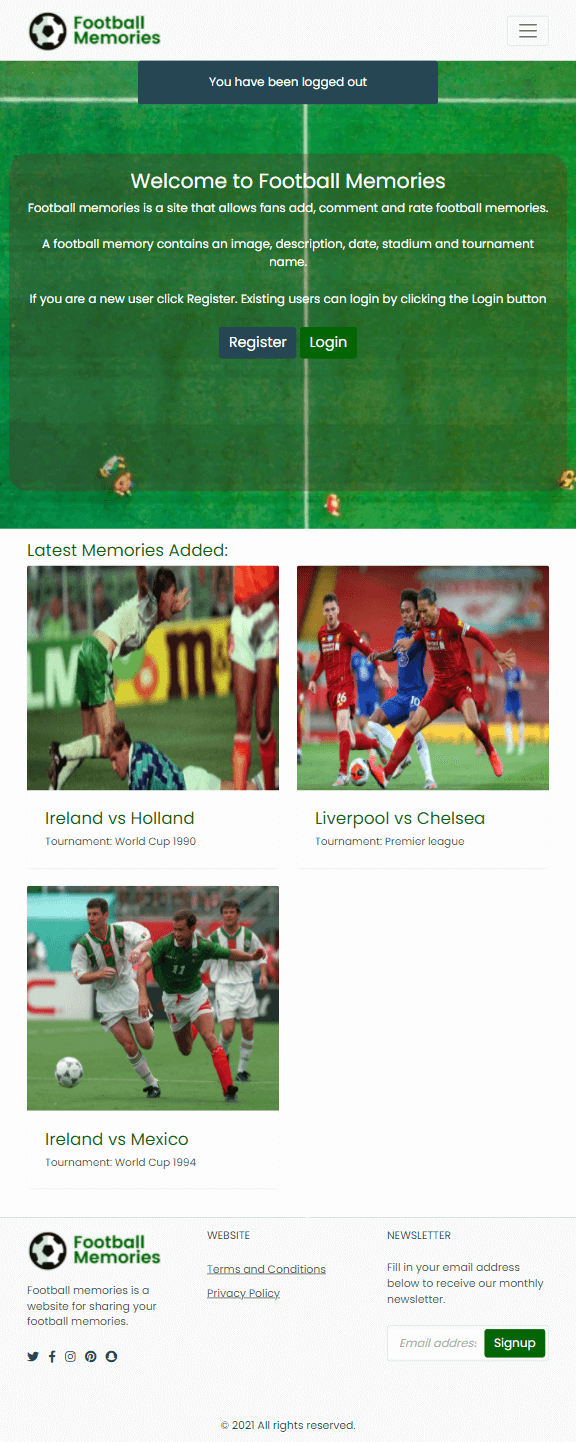 Football
Memories
You have been logged out
Welcome to Football Memories
Football memories is a site that allows fans add, comment and rate football memories.
A football memory contains an image, description, date, stadium and tournament
name.
If you are a new user click Register. Existing users can login by clicking the Login button
Register Login
Latest Memories Added:
Ireland vs Holland
Tournament: World Cup 1990
Liverpool vs Chelsea
Tournament: Premier league
11
Ireland vs Mexico
Tournament: World Cup 1994
Football
Memories
Football memories is a
website for sharing your
football memories.
WEBSITE
Terms and Conditions
Privacy Policy
NEWSLETTER
Fill in your email address
below to receive our monthly
newsletter.
Email address Signup
© 2021 All rights reserved.